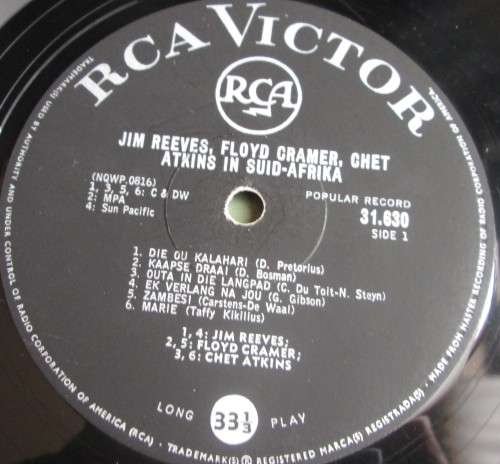 RCA VICTOR
RCA
JIM REEVES, FLOYD CRAMER, CHET
ATKINS IN SUID-AFRIKA
(NQWP.0816)
1, 3, 5, 6: C & DW
2: MPA
4: Sun Pacific
POPULAR RECORD
31.630
SIDE 1
1. DIE OU KALAHARI (D. Pretorius)
2. KAAPSE DRAAI (D. Bosman)
3. OUTA IN DIE LANGPAD (C. Du Toit-N. Steyn)
4. EK VERLANG NA JOU (G. Gibson)
5. ZAMBESI (Carstens-De Waal)
6. MARIE (Taffy Kikillus)
1, 4: JIM REEVES;
2, 5: FLOYD CRAMER;
3, 6: CHET ATKINS
LONG 33 1/3 PLAY
TRADEMARK(S) USED BY AUTHORITY AND UNDER CONTROL OF RADIO CORPORATION OF AMERICA (RCA) - TRADEMARK(S) ® REGISTERED MARCA(S) REGISTRADA(S) - MADE FROM MASTER RECORDING OF RADIO CORPORATION OF AMERICA.